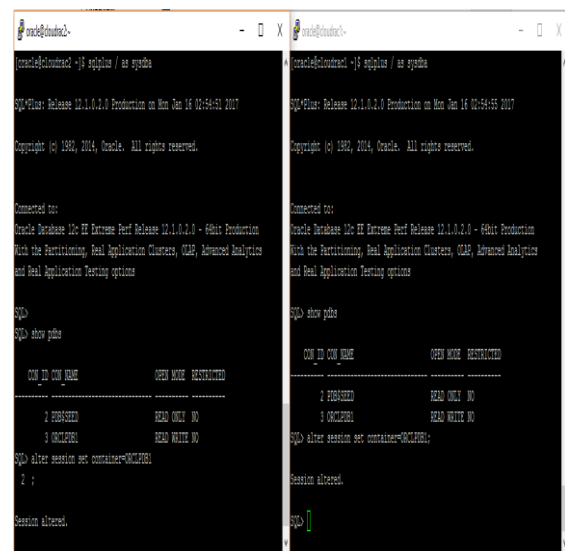 oracle@cloudrac2:~
[oracle@cloudrac2 ~]$ sqlplus / as sysdba
SQL*Plus: Release 12.1.0.2.0 Production on Mon Jan 16 02:54:51 2017
Copyright (c) 1982, 2014, Oracle.  All rights reserved.
Connected to:
Oracle Database 12c EE Extreme Perf Release 12.1.0.2.0 - 64bit Production
With the Partitioning, Real Application Clusters, OLAP, Advanced Analytics
and Real Application Testing options
SQL>
SQL> show pdbs
CON_ID CON_NAME OPEN MODE RESTRICTED
---------- ------------------------------ ---------- ----------
2 PDB$SEED READ ONLY NO
3 ORCLPDB1 READ WRITE NO
SQL> alter session set container=ORCLPDB1
2 ;
Session altered.
oracle@cloudrac1:~
[oracle@cloudrac1 ~]$ sqlplus / as sysdba
SQL*Plus: Release 12.1.0.2.0 Production on Mon Jan 16 02:54:55 2017
Copyright (c) 1982, 2014, Oracle.  All rights reserved.
Connected to:
Oracle Database 12c EE Extreme Perf Release 12.1.0.2.0 - 64bit Production
With the Partitioning, Real Application Clusters, OLAP, Advanced Analytics
and Real Application Testing options
SQL> show pdbs
CON_ID CON_NAME OPEN MODE RESTRICTED
---------- ------------------------------ ---------- ----------
2 PDB$SEED READ ONLY NO
3 ORCLPDB1 READ WRITE NO
SQL> alter session set container=ORCLPDB1;
Session altered.
SQL>